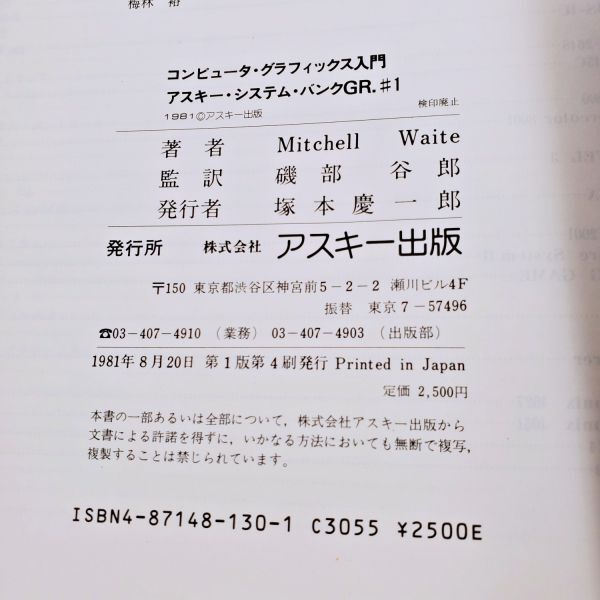 梅林 裕
コンピュータ・グラフィックス入門
アスキー・システム・バンクGR.♯1
1981©アスキー出版
検印廃止
著者 Mitchell Waite
監訳 磯部谷郎
発行者 塚本慶一郎
発行所 株式会社 アスキー出版
〒150 東京都渋谷区神宮前5-2-2 瀬川ビル4F
振替 東京7-57496
☎03-407-4910 (業務) 03-407-4903 (出版部)
1981年8月20日 第1版第4刷発行 Printed in Japan
定価 2,500円
本書の一部あるいは全部について,株式会社アスキー出版から
文書による許諾を得ずに,いかなる方法においても無断で複写,
複製することは禁じられています。
ISBN4-87148-130-1 C3055 ¥2500E